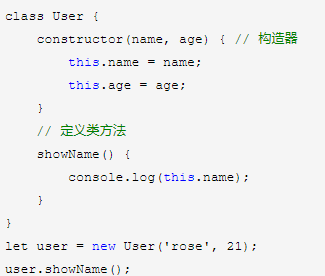 class User {
    constructor(name, age) { // 构造器
        this.name = name;
        this.age = age;
    }
    // 定义类方法
    showName() {
        console.log(this.name);
    }
}
let user = new User('rose', 21);
user.showName();